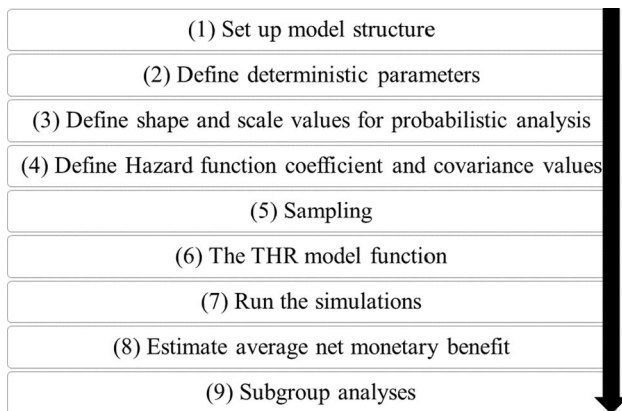 (1) Set up model structure
(2) Define deterministic parameters
(3) Define shape and scale values for probabilistic analysis
(4) Define Hazard function coefficient and covariance values
(5) Sampling
(6) The THR model function
(7) Run the simulations
(8) Estimate average net monetary benefit
(9) Subgroup analyses